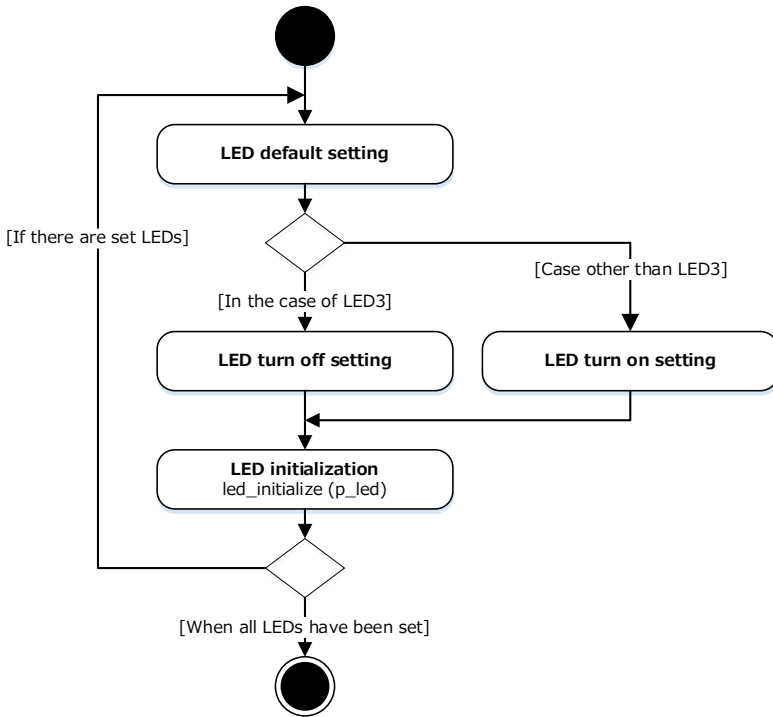 LED default setting
[If there are set LEDs]
[Case other than LED3]
[In the case of LED3]
LED turn off setting
LED turn on setting
LED initialization
led_initialize (p_led)
[When all LEDs have been set]